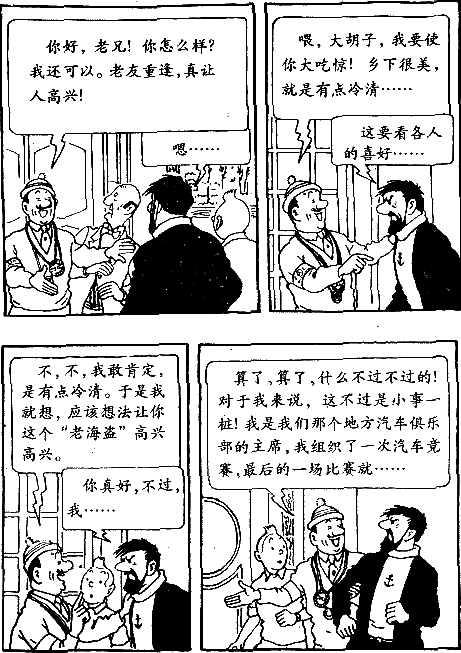 你好，老兄！你怎么样？
我还可以。老友重逢，真让
人高兴！
嗯……
喂，大胡子，我要使
你大吃惊！乡下很美，
就是有点冷清……
这要看各人
的喜好……
不，不，我敢肯定，
是有点冷清。于是我
就想，应该想法让你
这个“老海盗”高兴
高兴。
你真好，不过，
我……
算了、算了，什么不过不过的！
对于我来说，这不过是小事一
桩！我是我们那个地方汽车俱乐
部的主席，我组织了一次汽车竞
赛，最后的一场比赛就……